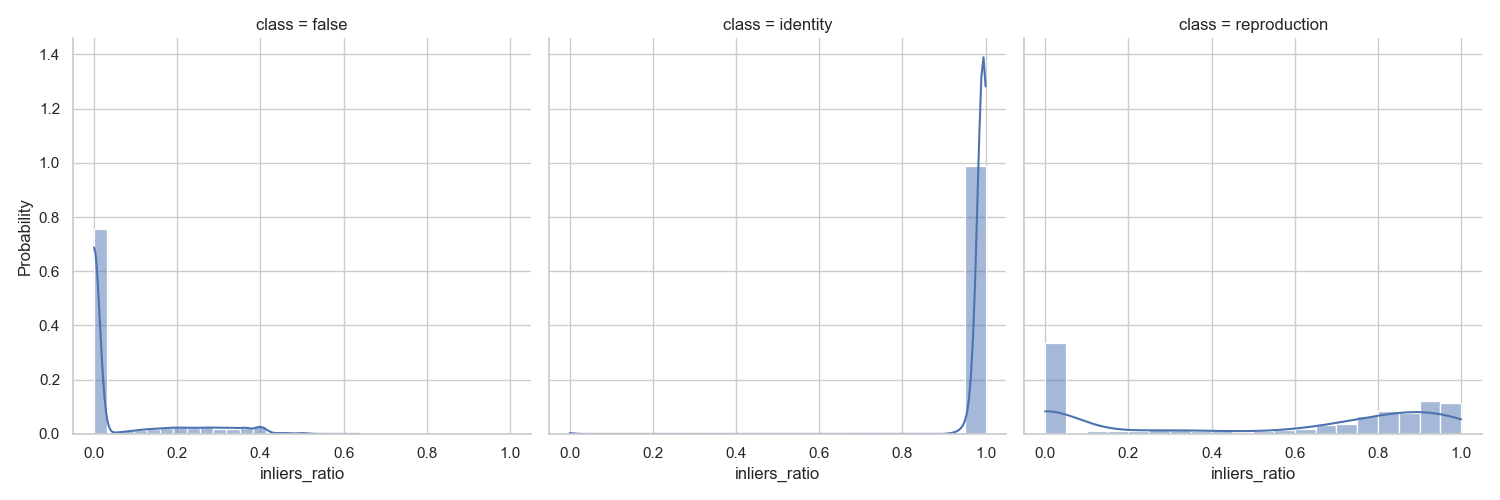 class = false
class = identity
class = reproduction
Probability
1.4
1.2
1.0
0.8
0.6
0.4
0.2
0.0
0.0 0.2 0.4 0.6 0.8 1.0
0.0 0.2 0.4 0.6 0.8 1.0
0.0 0.2 0.4 0.6 0.8 1.0
inliers_ratio
inliers_ratio
inliers_ratio